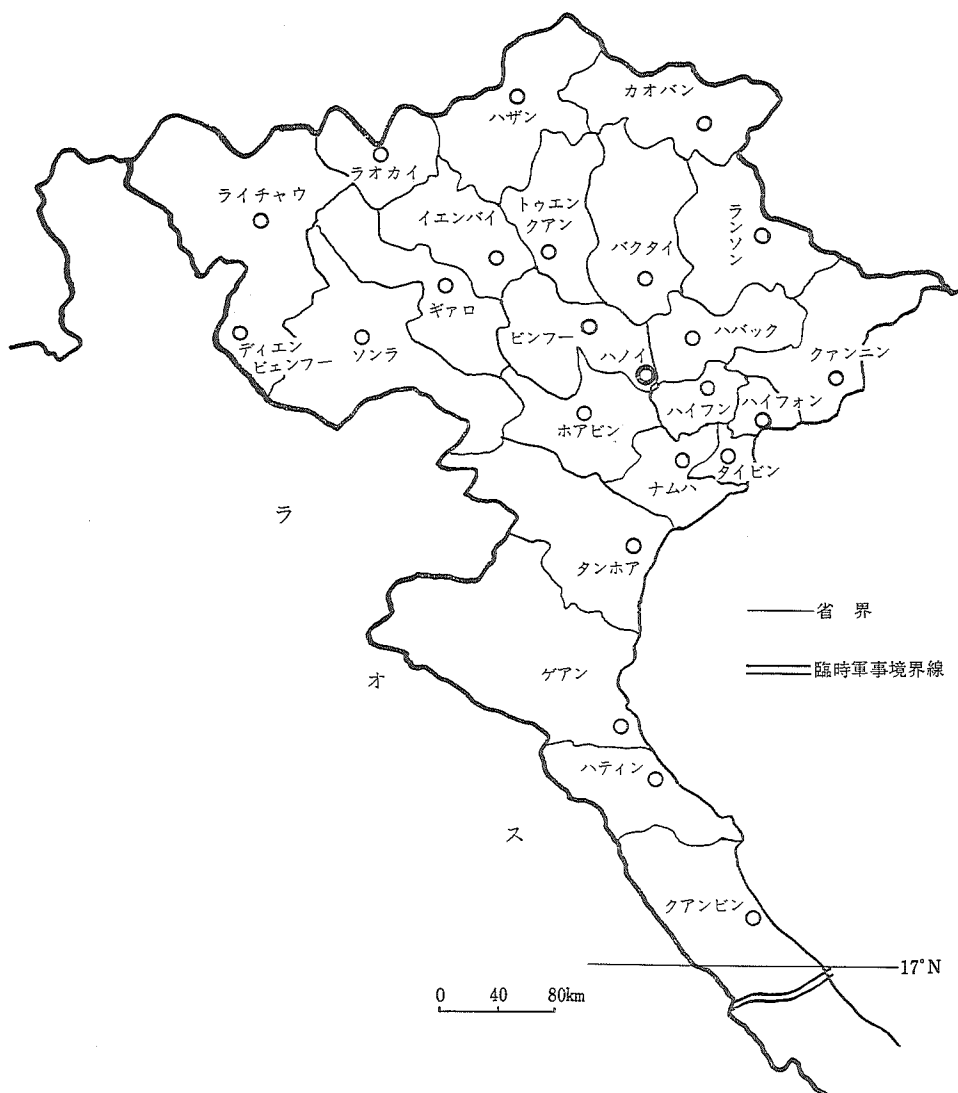 カオバン
ハザン
ラオカイ
ライチャウ
イエンバイ
トゥエン
クアン
バクタイ
ランソン
ギァロ
ビンフー
ハノイ
ハバック
クァンニン
ディエン
ビェンフー
ソンラ
ハイフン
ハイフォン
ホアビン
ナムハ
タイビン
ラオス
タンホア
省界
臨時軍事境界線
ゲアン
ハティン
クアンビン
17°N
0 40 80km